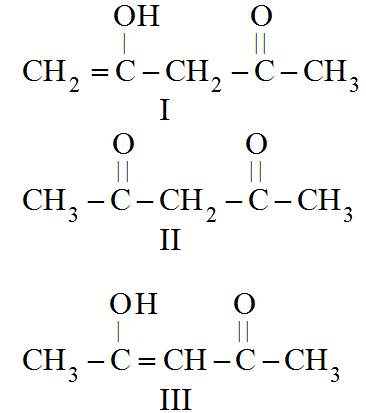 OH O
CH₂ = C – CH₂ – C – CH₃
I
O O
CH₃ – C – CH₂ – C – CH₃
II
OH O
CH₃ – C = CH – C – CH₃
III